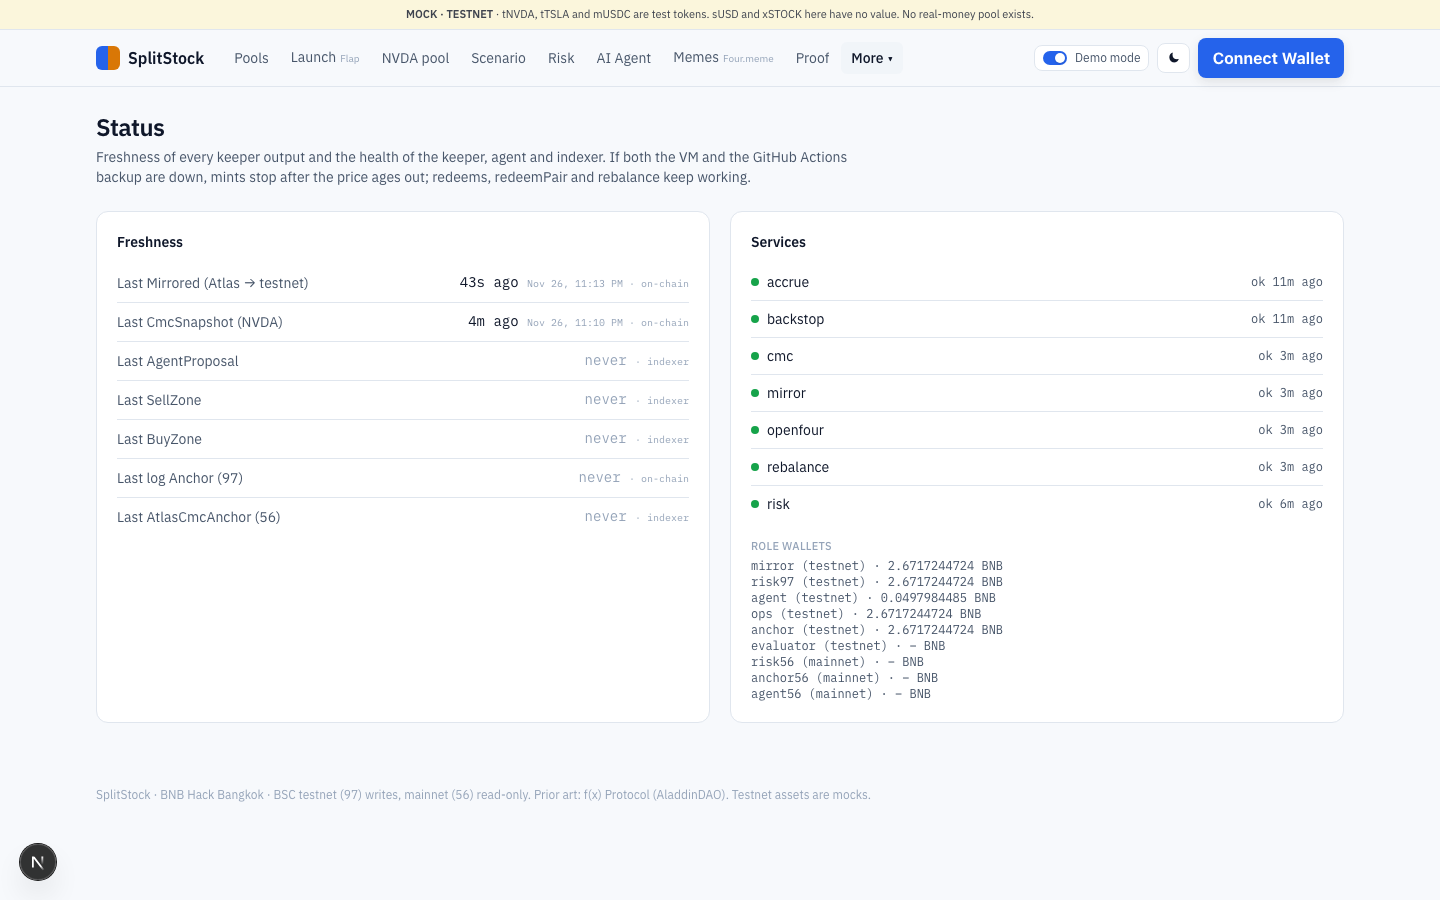 MOCK · TESTNET · tNVDA, tTSLA and mUSDC are test tokens. sUSD and xSTOCK here have no value. No real-money pool exists.
SplitStock
Pools
Launch Flap
NVDA pool
Scenario
Risk
AI Agent
Memes Four.meme
Proof
More ▾
Demo mode
Connect Wallet
Status
Freshness of every keeper output and the health of the keeper, agent and indexer. If both the VM and the GitHub Actions
backup are down, mints stop after the price ages out; redeems, redeemPair and rebalance keep working.
Freshness
Last Mirrored (Atlas → testnet) 43s ago Nov 26, 11:13 PM · on-chain
Last CmcSnapshot (NVDA) 4m ago Nov 26, 11:10 PM · on-chain
Last AgentProposal never · indexer
Last SellZone never · indexer
Last BuyZone never · indexer
Last log Anchor (97) never · on-chain
Last AtlasCmcAnchor (56) never · indexer
Services
accrue ok 11m ago
backstop ok 11m ago
cmc ok 3m ago
mirror ok 3m ago
openfour ok 3m ago
rebalance ok 3m ago
risk ok 6m ago
ROLE WALLETS
mirror (testnet) · 2.6717244724 BNB
risk97 (testnet) · 2.6717244724 BNB
agent (testnet) · 0.0497984485 BNB
ops (testnet) · 2.6717244724 BNB
anchor (testnet) · 2.6717244724 BNB
evaluator (testnet) · – BNB
risk56 (mainnet) · – BNB
anchor56 (mainnet) · – BNB
agent56 (mainnet) · – BNB
SplitStock · BNB Hack Bangkok · BSC testnet (97) writes, mainnet (56) read-only. Prior art: f(x) Protocol (AladdinDAO). Testnet assets are mocks.
N